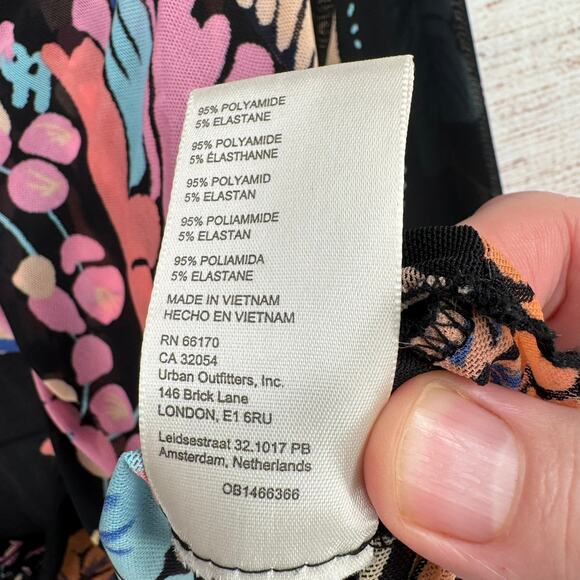 95% POLYAMIDE
5% ELASTANE
95% POLYAMIDE
5% ÉLASTHANNE
95% POLYAMID
5% ELASTAN
95% POLIAMMIDE
5% ELASTAN
95% POLIAMIDA
5% ELASTANE
MADE IN VIETNAM
HECHO EN VIETNAM
RN 66170
CA 32054
Urban Outfitters, Inc.
146 Brick Lane
LONDON, E1 6RU
Leidsestraat 32.1017 PB
Amsterdam, Netherlands
OB1466366